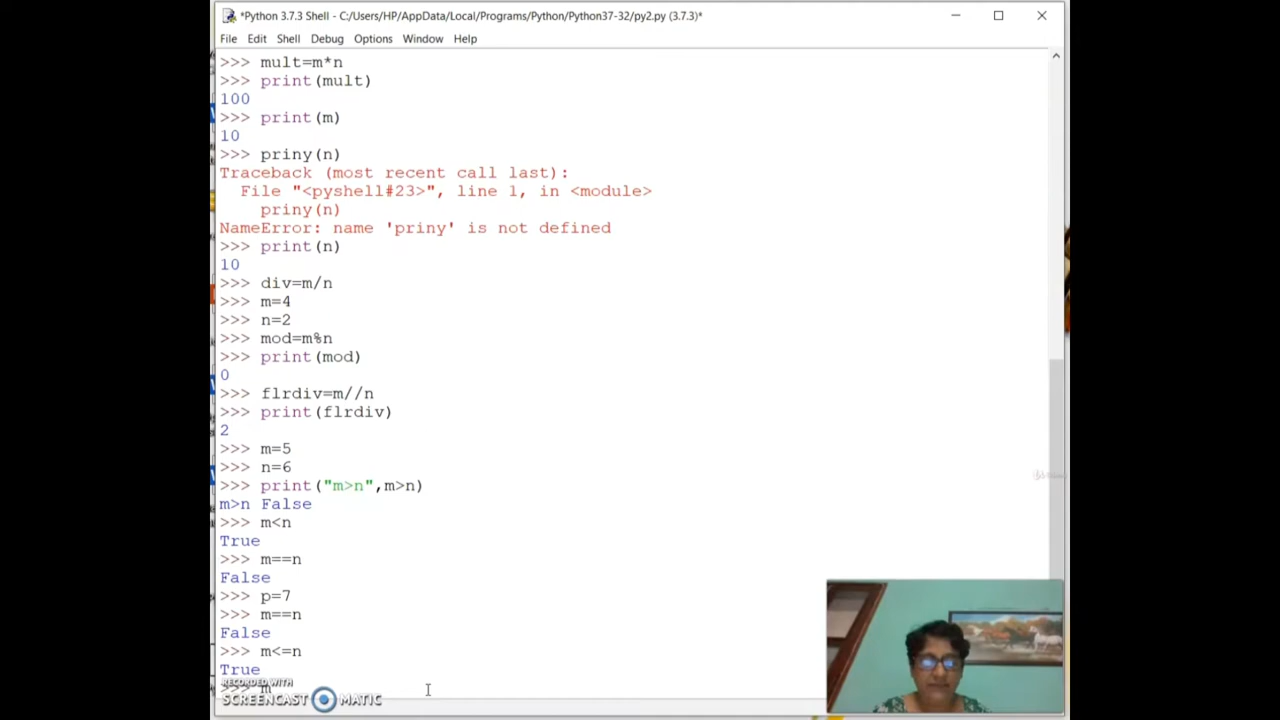 *Python 3.7.3 Shell - C:/Users/HP/AppData/Local/Programs/Python/Python37-32/py2.py (3.7.3)*
File Edit Shell Debug Options Window Help
>>> mult=m*n
>>> print(mult)
100
>>> print(m)
10
>>> priny(n)
Traceback (most recent call last):
  File "<pyshell#23>", line 1, in <module>
    priny(n)
NameError: name 'priny' is not defined
>>> print(n)
10
>>> div=m/n
>>> m=4
>>> n=2
>>> mod=m%n
>>> print(mod)
0
>>> flrdiv=m//n
>>> print(flrdiv)
2
>>> m=5
>>> n=6
>>> print("m>n",m>n)
m>n False
>>> m<n
True
>>> m==n
False
>>> p=7
>>> m==n
False
>>> m<=n
True
>>> m
RECORDED WITH
SCREENCAST MATIC